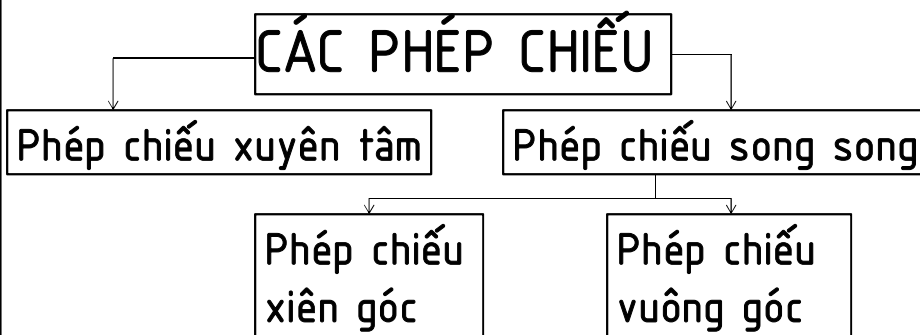 CÁC PHÉP CHIẾU
Phép chiếu xuyên tâm
Phép chiếu song song
Phép chiếu
xiên góc
Phép chiếu
vuông góc